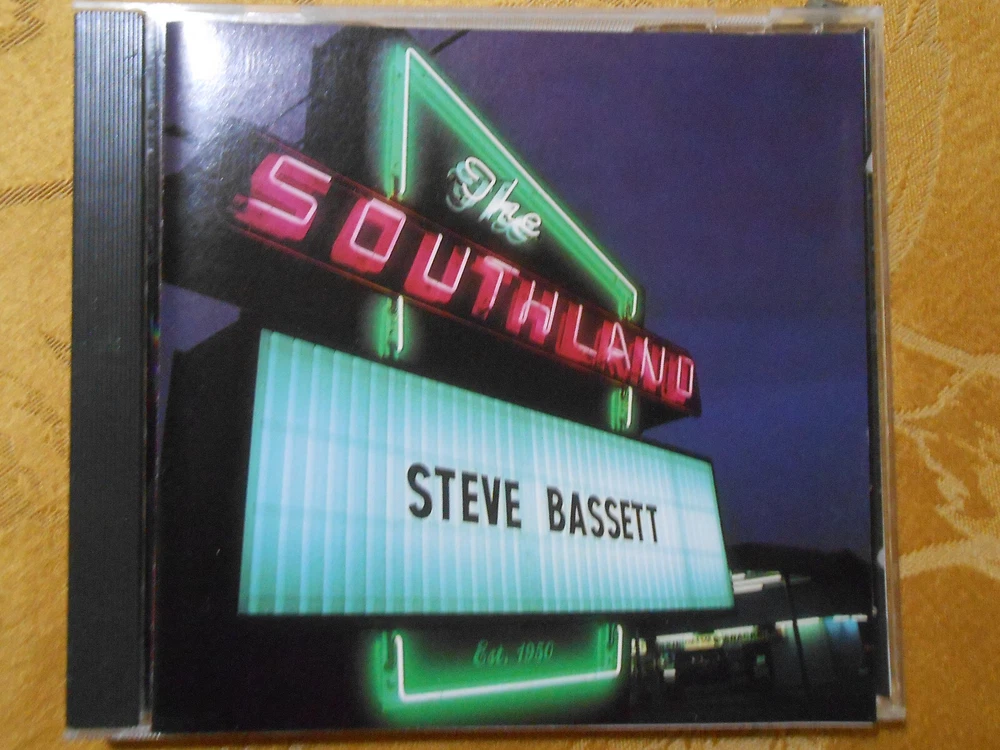 The
SOUTHLAND
STEVE BASSETT
Est. 1950